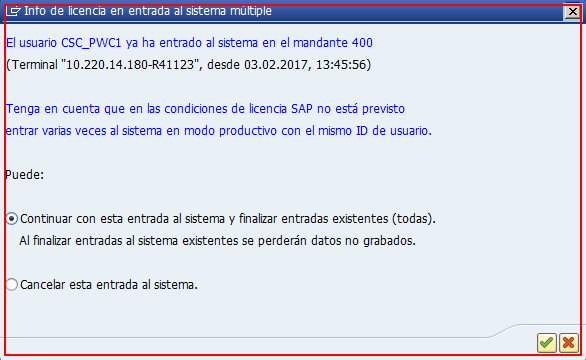 Info de licencia en entrada al sistema múltiple
El usuario CSC_PWC1 ya ha entrado al sistema en el mandante 400
(Terminal "10.220.14.180-R41123", desde 03.02.2017, 13:45:56)
Tenga en cuenta que en las condiciones de licencia SAP no está previsto
entrar varias veces al sistema en modo productivo con el mismo ID de usuario.
Puede:
Continuar con esta entrada al sistema y finalizar entradas existentes (todas).
Al finalizar entradas al sistema existentes se perderán datos no grabados.
Cancelar esta entrada al sistema.